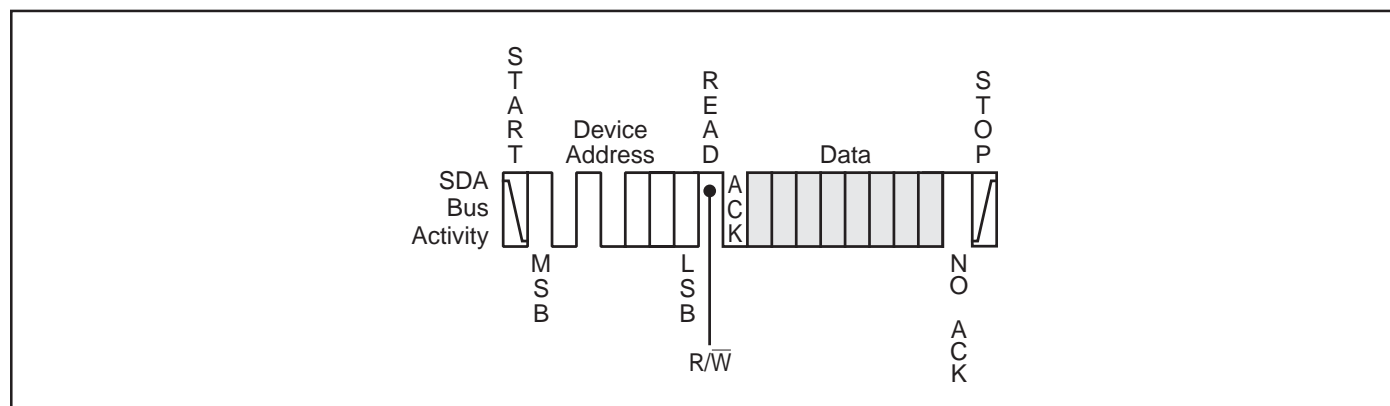 START
Device
Address
READ
Data
STOP
SDA
Bus
Activity
ACK
MSB
LSB
NO ACK
R/W̅